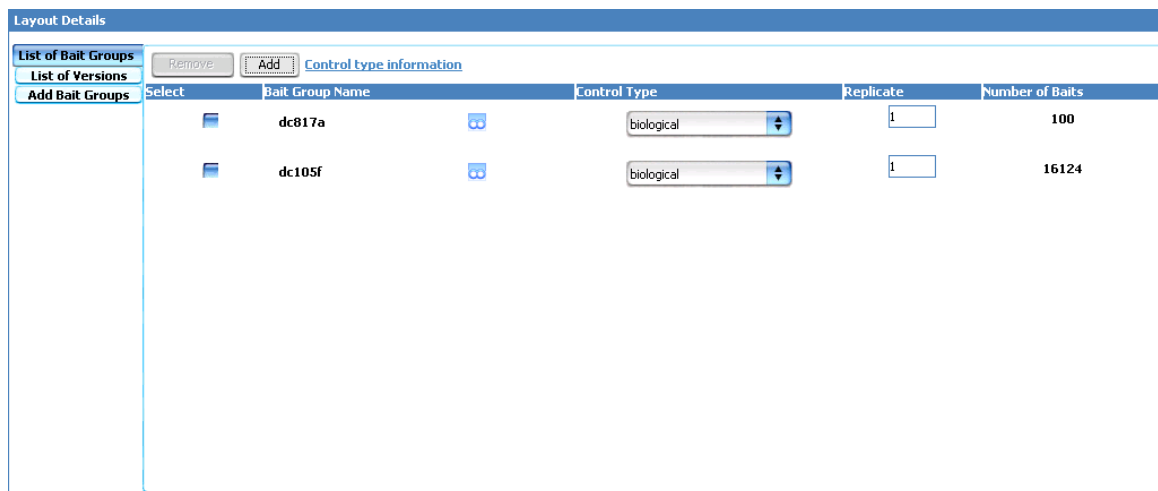 Layout Details
List of Bait Groups
List of Versions
Add Bait Groups
Remove Add Control type information
Select Bait Group Name Control Type Replicate Number of Baits
dc817a biological 1 100
dc105f biological 1 16124